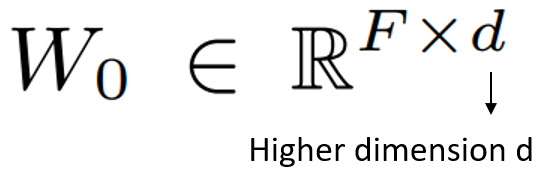 W₀ ∈ ℝ^{F×d}
Higher dimension d